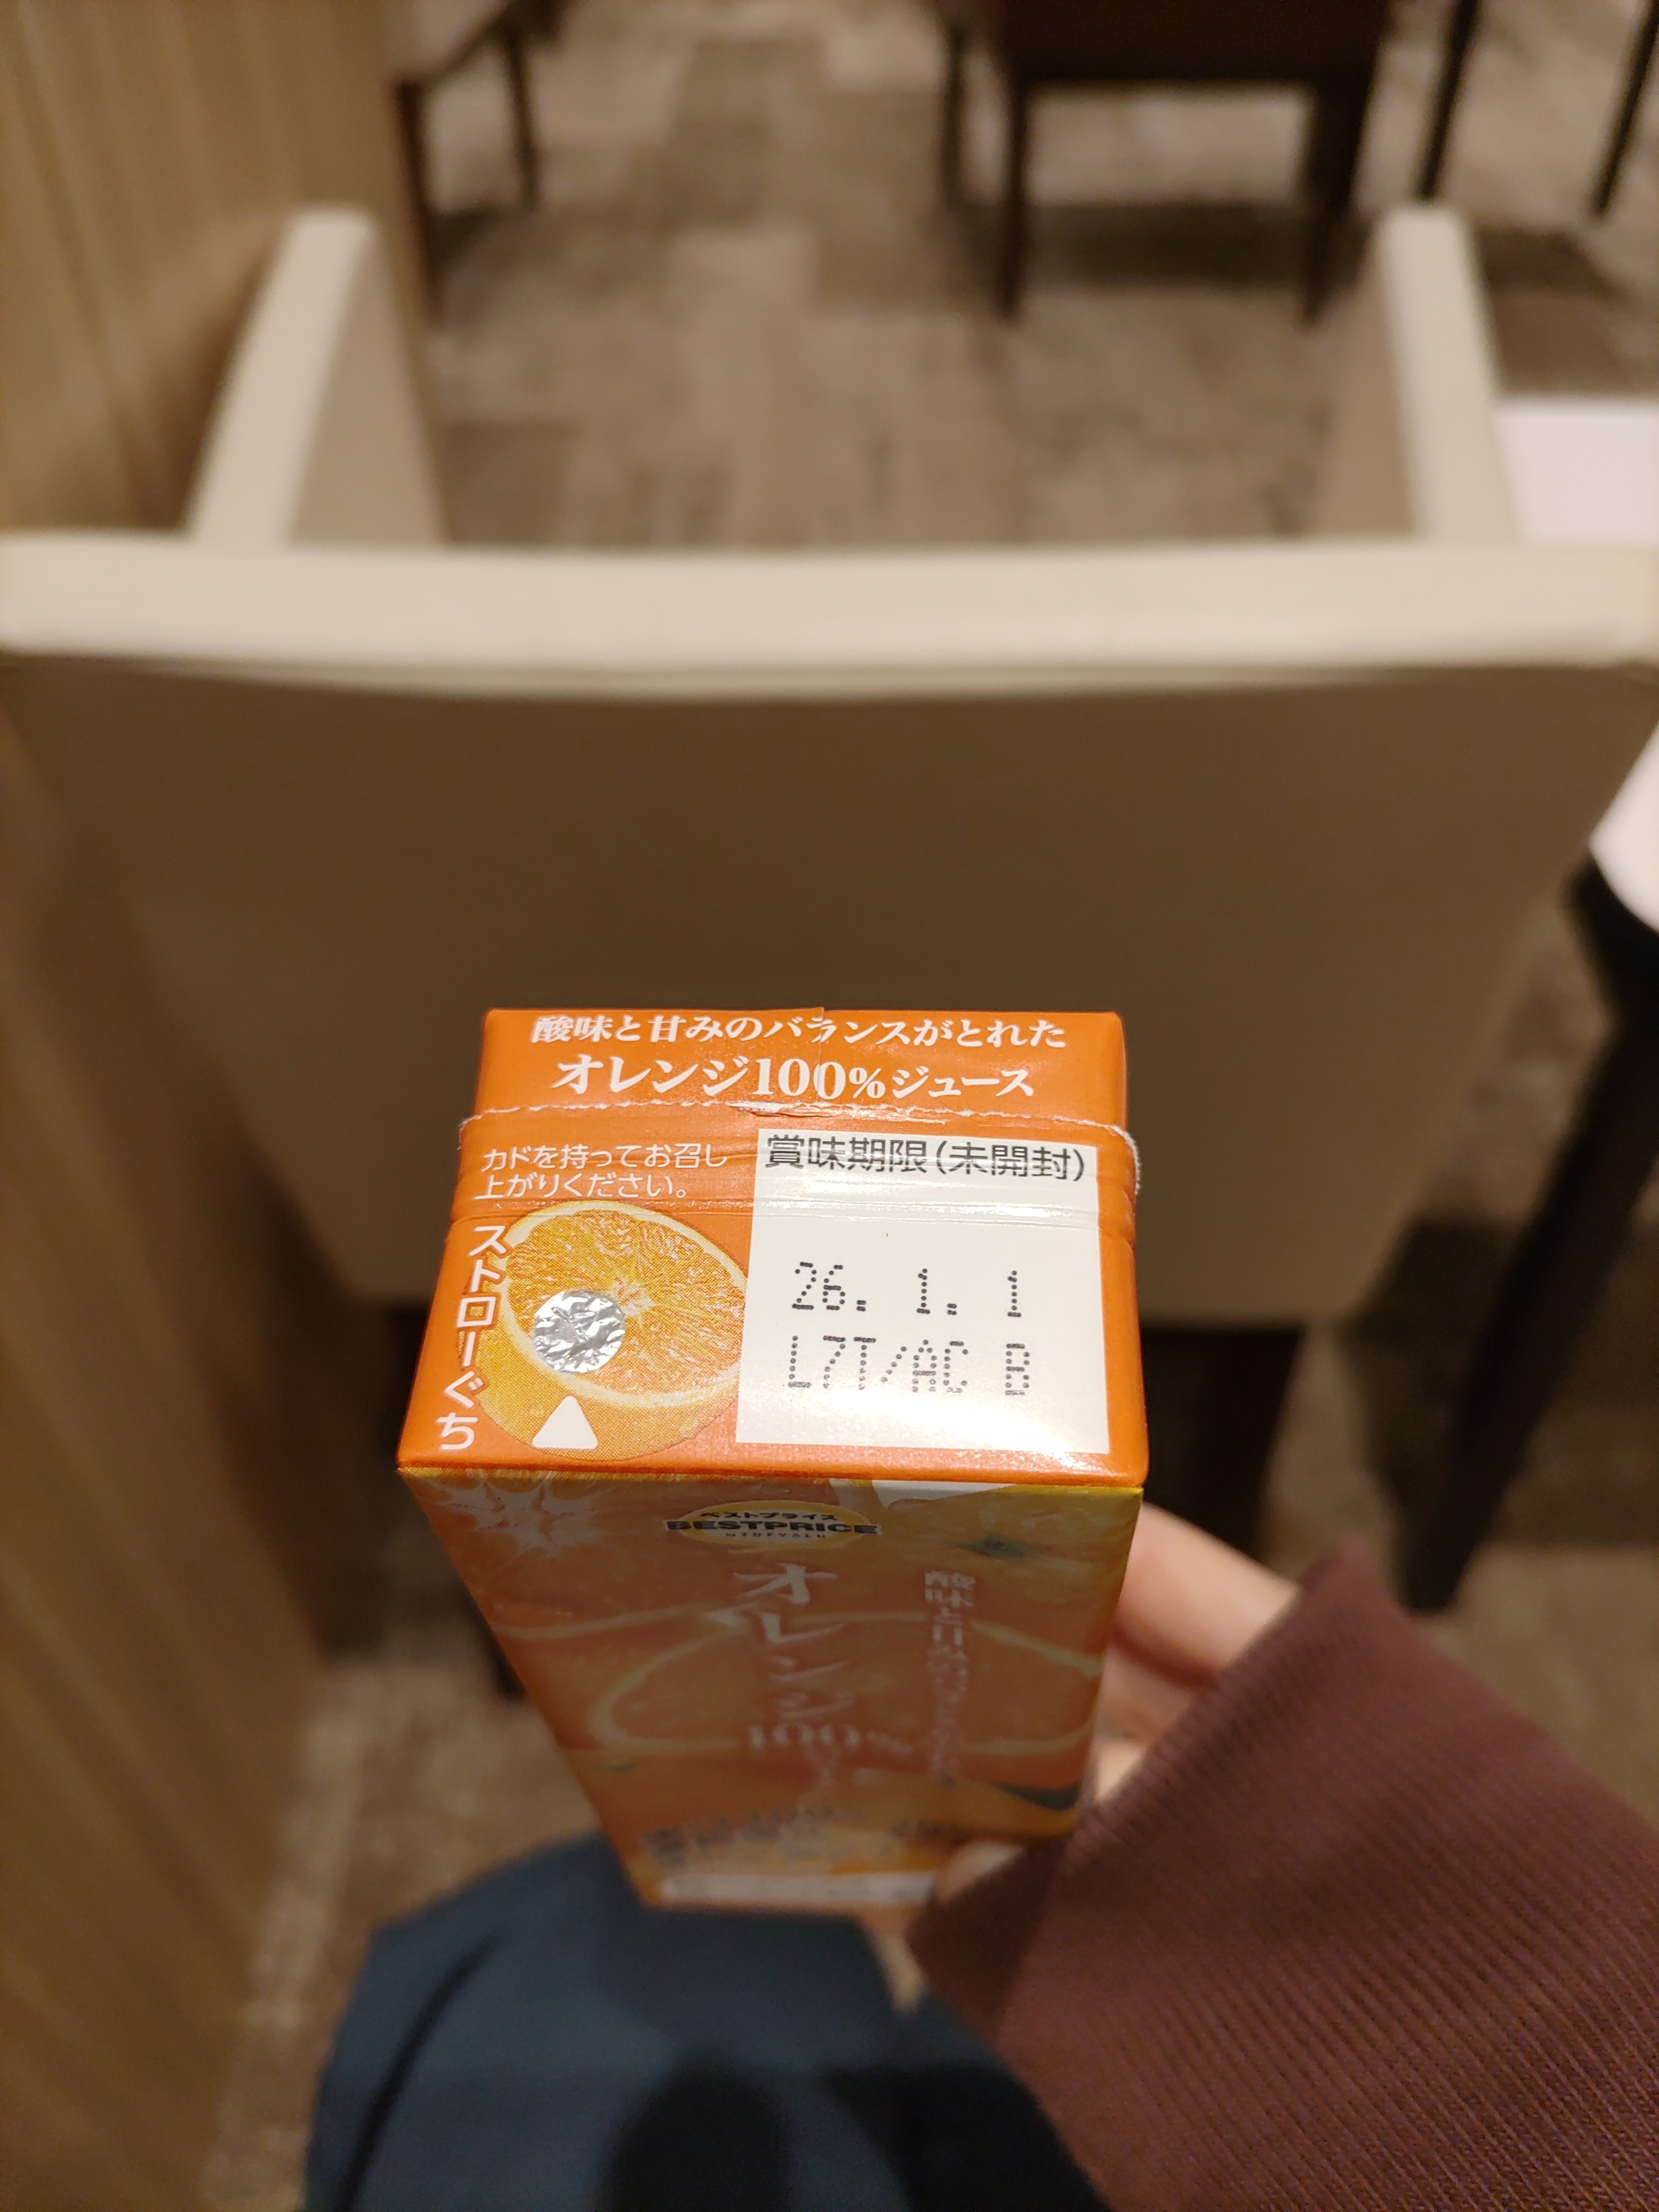 酸味と甘みのバランスがとれた
オレンジ100%ジュース
カドを持ってお召し
上がりください。
ストローぐち
賞味期限(未開封)
26. 1. 1
L7T/AC B
ベストプライス
BESTPRICE
by TOPVALU
オレンジ
100%